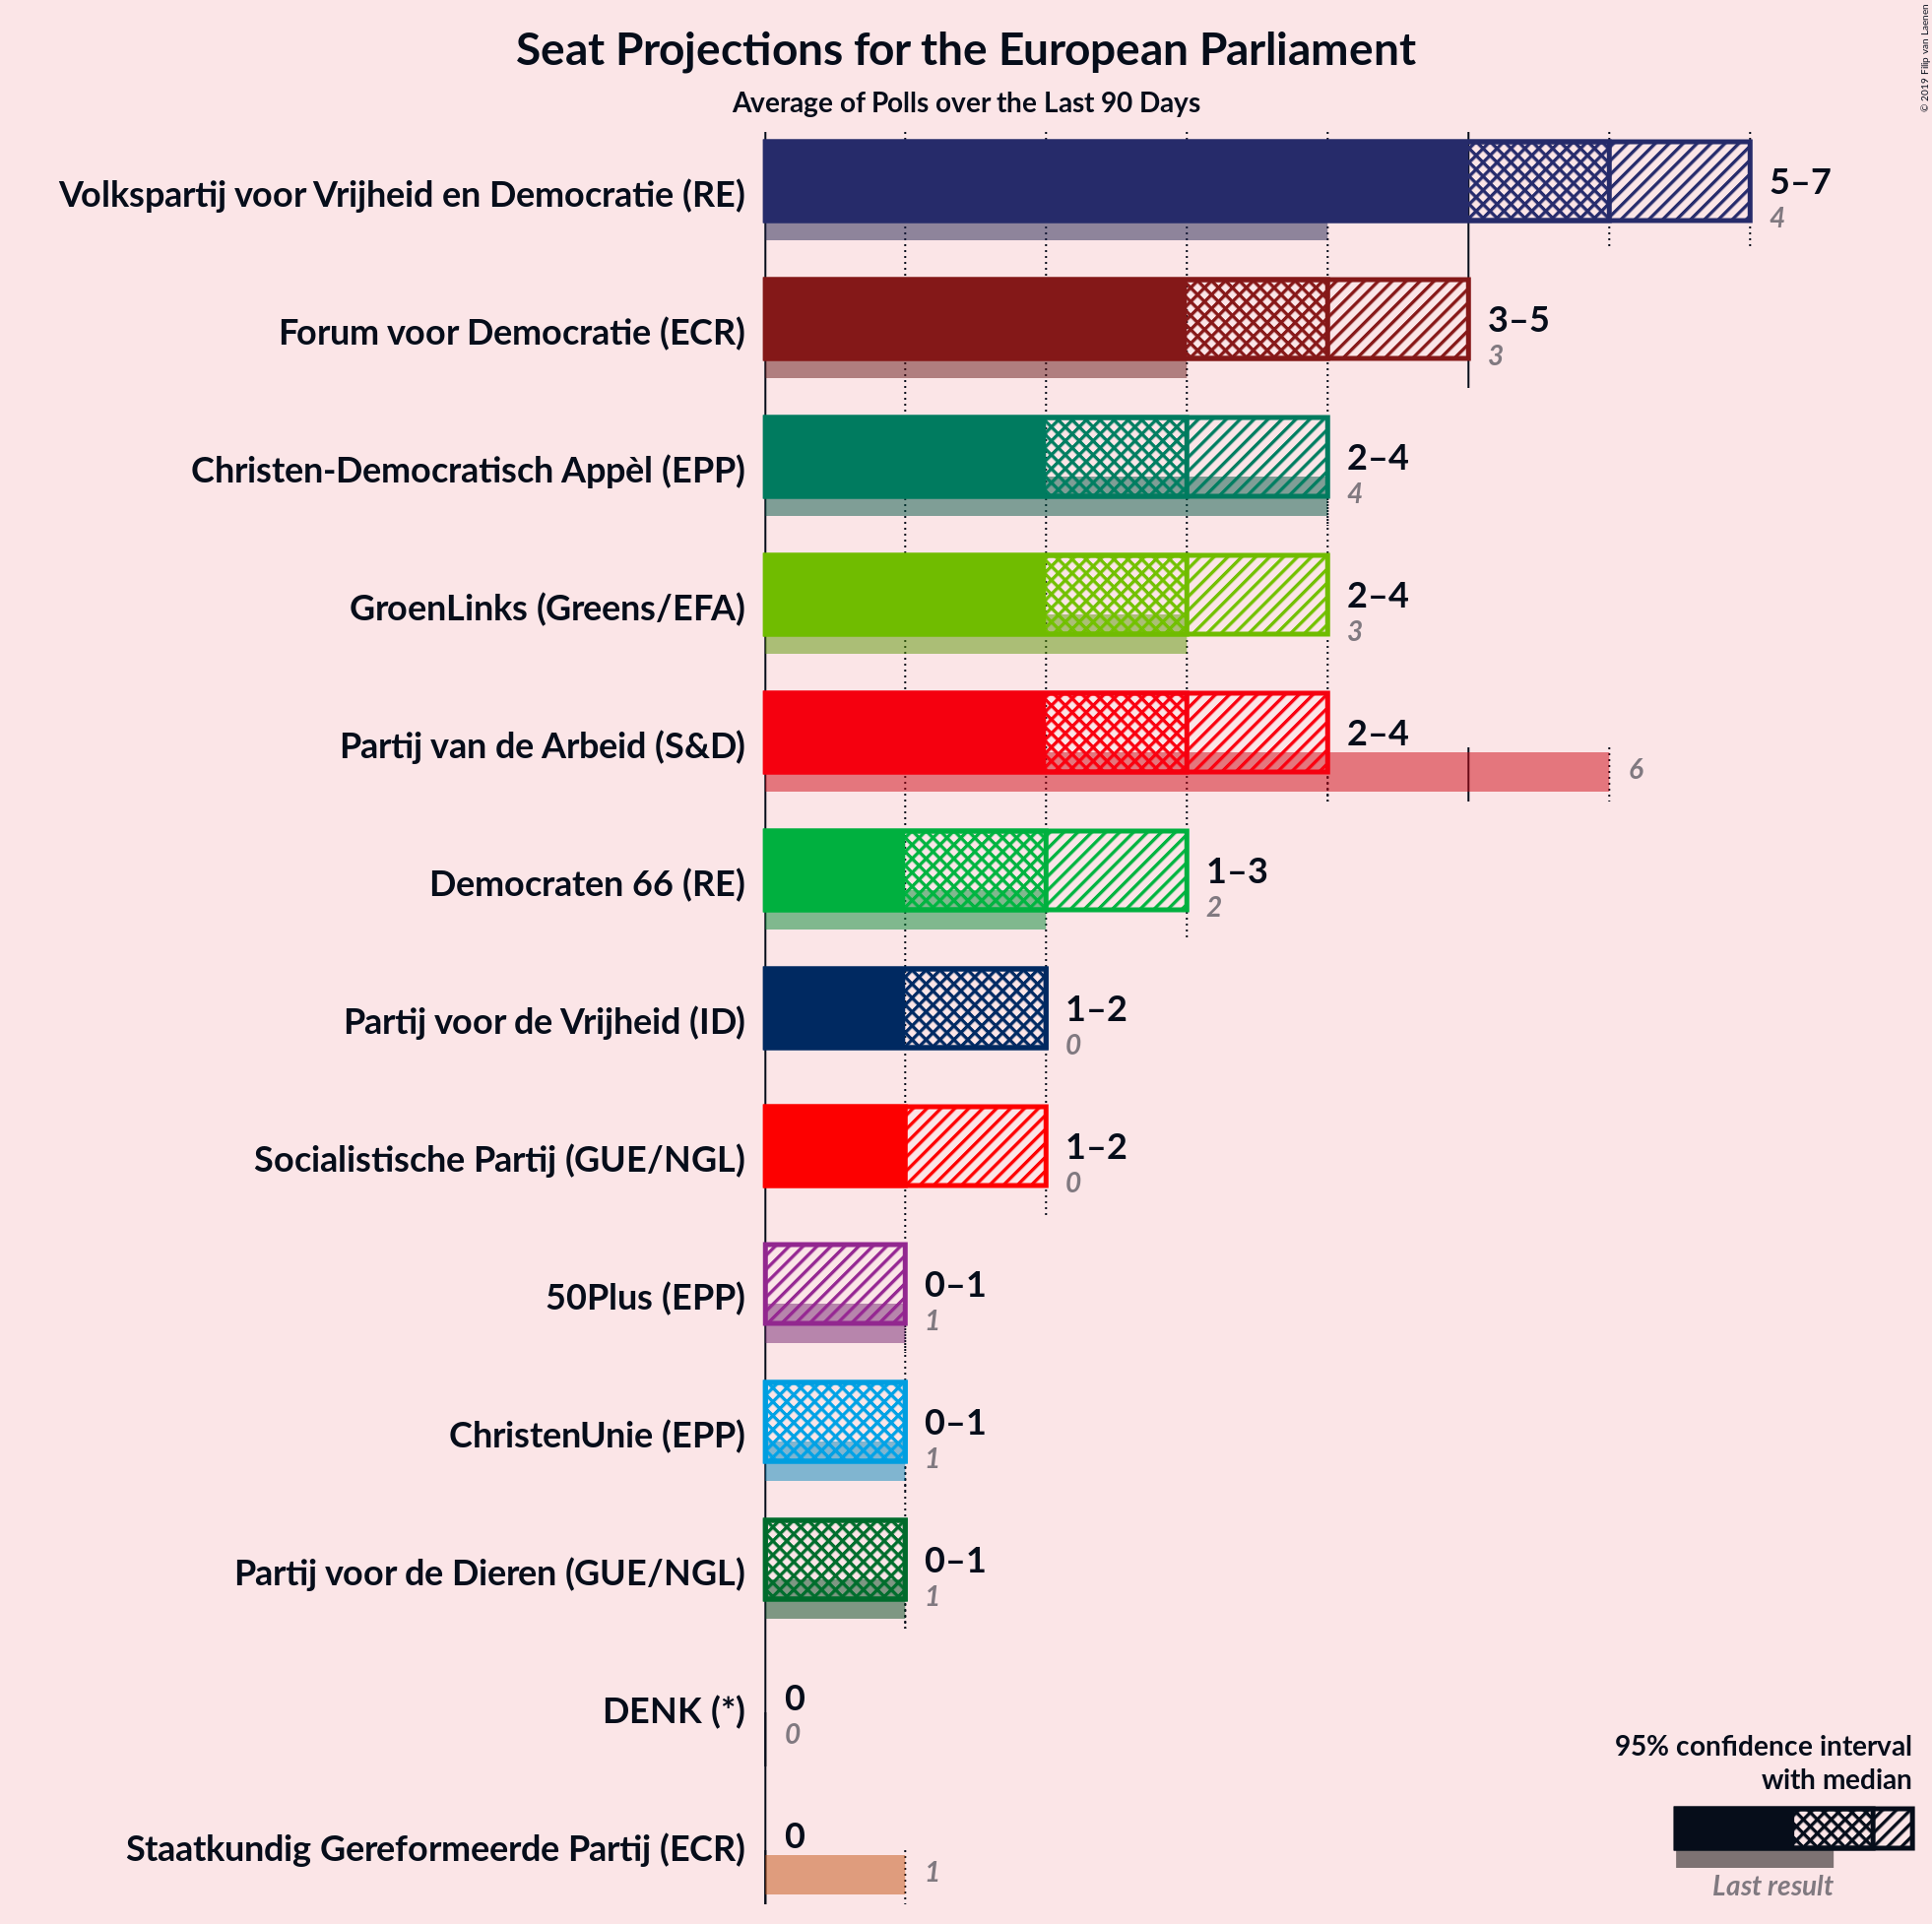 Seat Projections for the European Parliament
Average of Polls over the Last 90 Days
© 2019 Filip van Laenen
Volkspartij voor Vrijheid en Democratie (RE)
5–7
4
Forum voor Democratie (ECR)
3–5
3
Christen-Democratisch Appèl (EPP)
2–4
4
GroenLinks (Greens/EFA)
2–4
3
Partij van de Arbeid (S&D)
2–4
6
Democraten 66 (RE)
1–3
2
Partij voor de Vrijheid (ID)
1–2
0
Socialistische Partij (GUE/NGL)
1–2
0
50Plus (EPP)
0–1
1
ChristenUnie (EPP)
0–1
1
Partij voor de Dieren (GUE/NGL)
0–1
1
DENK (*)
0
0
Staatkundig Gereformeerde Partij (ECR)
0
1
95% confidence interval
with median
Last result